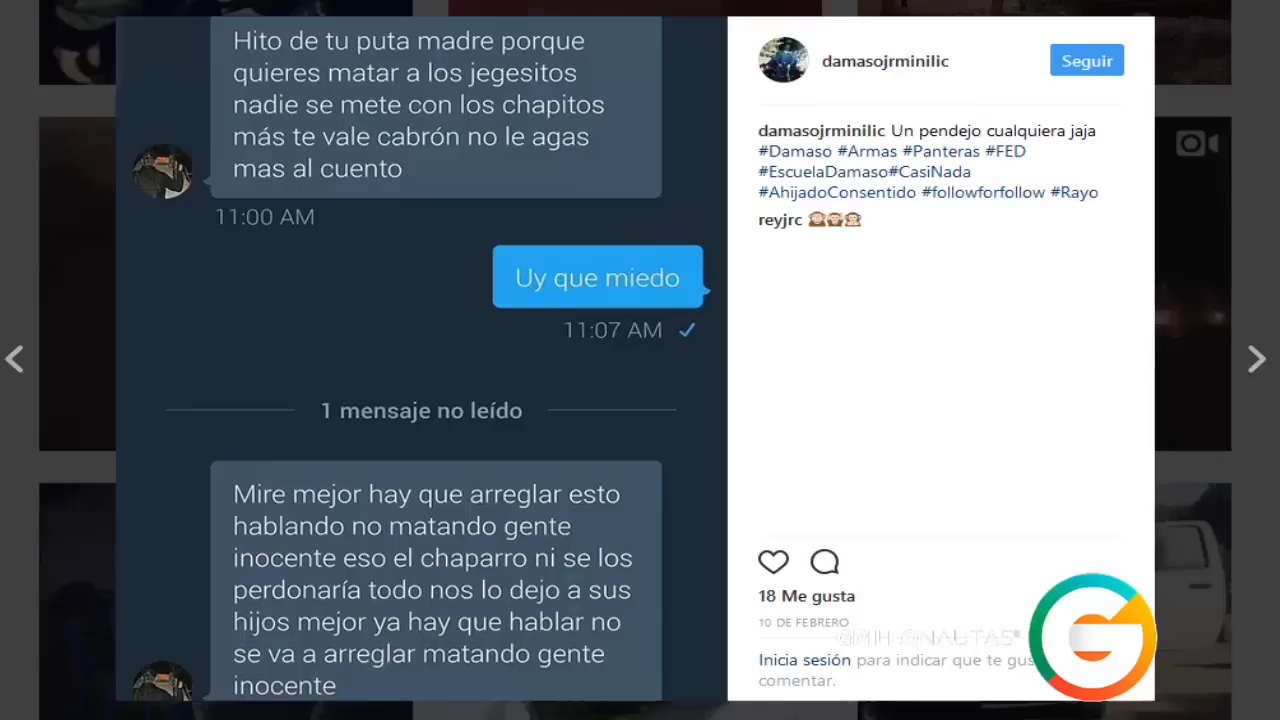 Hito de tu puta madre porque
quieres matar a los jegesitos
nadie se mete con los chapitos
más te vale cabrón no le agas
mas al cuento
11:00 AM
Uy que miedo
11:07 AM
1 mensaje no leído
Mire mejor hay que arreglar esto
hablando no matando gente
inocente eso el chaparro ni se los
perdonaría todo nos lo dejo a sus
hijos mejor ya hay que hablar no
se va a arreglar matando gente
inocente
damasojrminilic
Seguir
damasojrminilic Un pendejo cualquiera jaja
#Damaso #Armas #Panteras #FED
#EscuelaDamaso#CasiNada
#AhijadoConsentido #followforfollow #Rayo
reyjrc
18 Me gusta
10 DE FEBRERO
Inicia sesión para indicar que te gus
comentar.